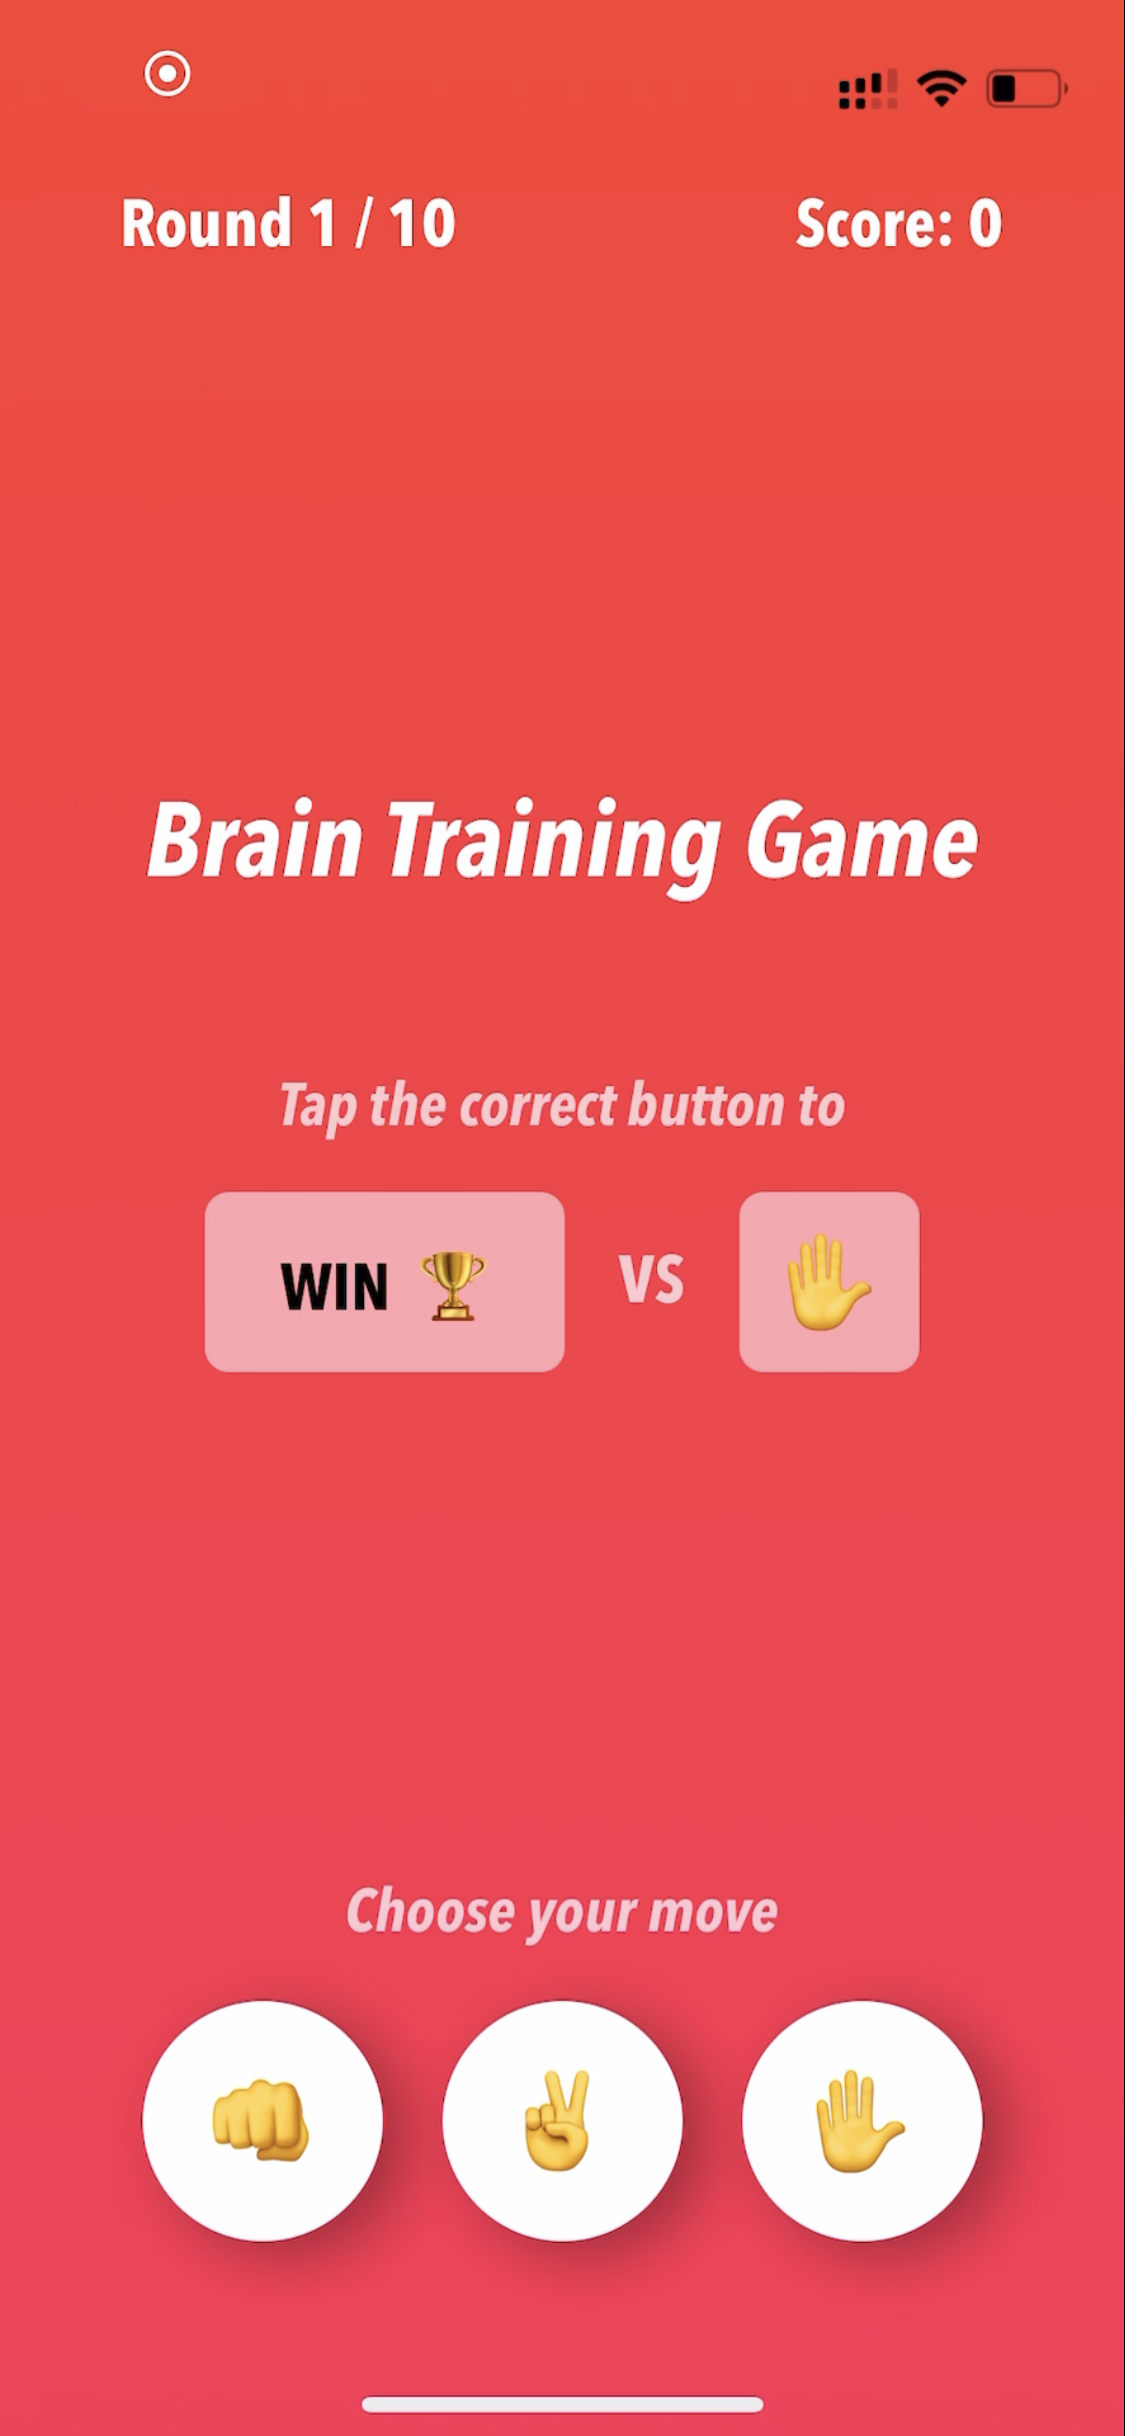 Round 1 / 10
Score: 0
Brain Training Game
Tap the correct button to
WIN
VS
Choose your move